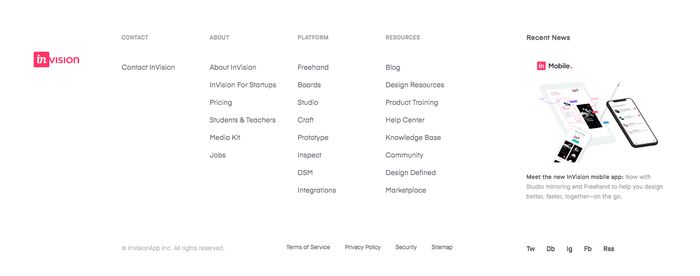 invision
CONTACT
Contact InVision
ABOUT
About InVision
InVision For Startups
Pricing
Students & Teachers
Media Kit
Jobs
PLATFORM
Freehand
Boards
Studio
Craft
Prototype
Inspect
DSM
Integrations
RESOURCES
Blog
Design Resources
Product Training
Help Center
Knowledge Base
Community
Design Defined
Marketplace
Recent News
in Mobile.
Meet the new InVision mobile app: Now with
Studio mirroring and Freehand to help you design
better, faster, together—on the go.
© InVisionApp Inc. All rights reserved.
Terms of Service
Privacy Policy
Security
Sitemap
Tw
Db
Ig
Fb
Rss